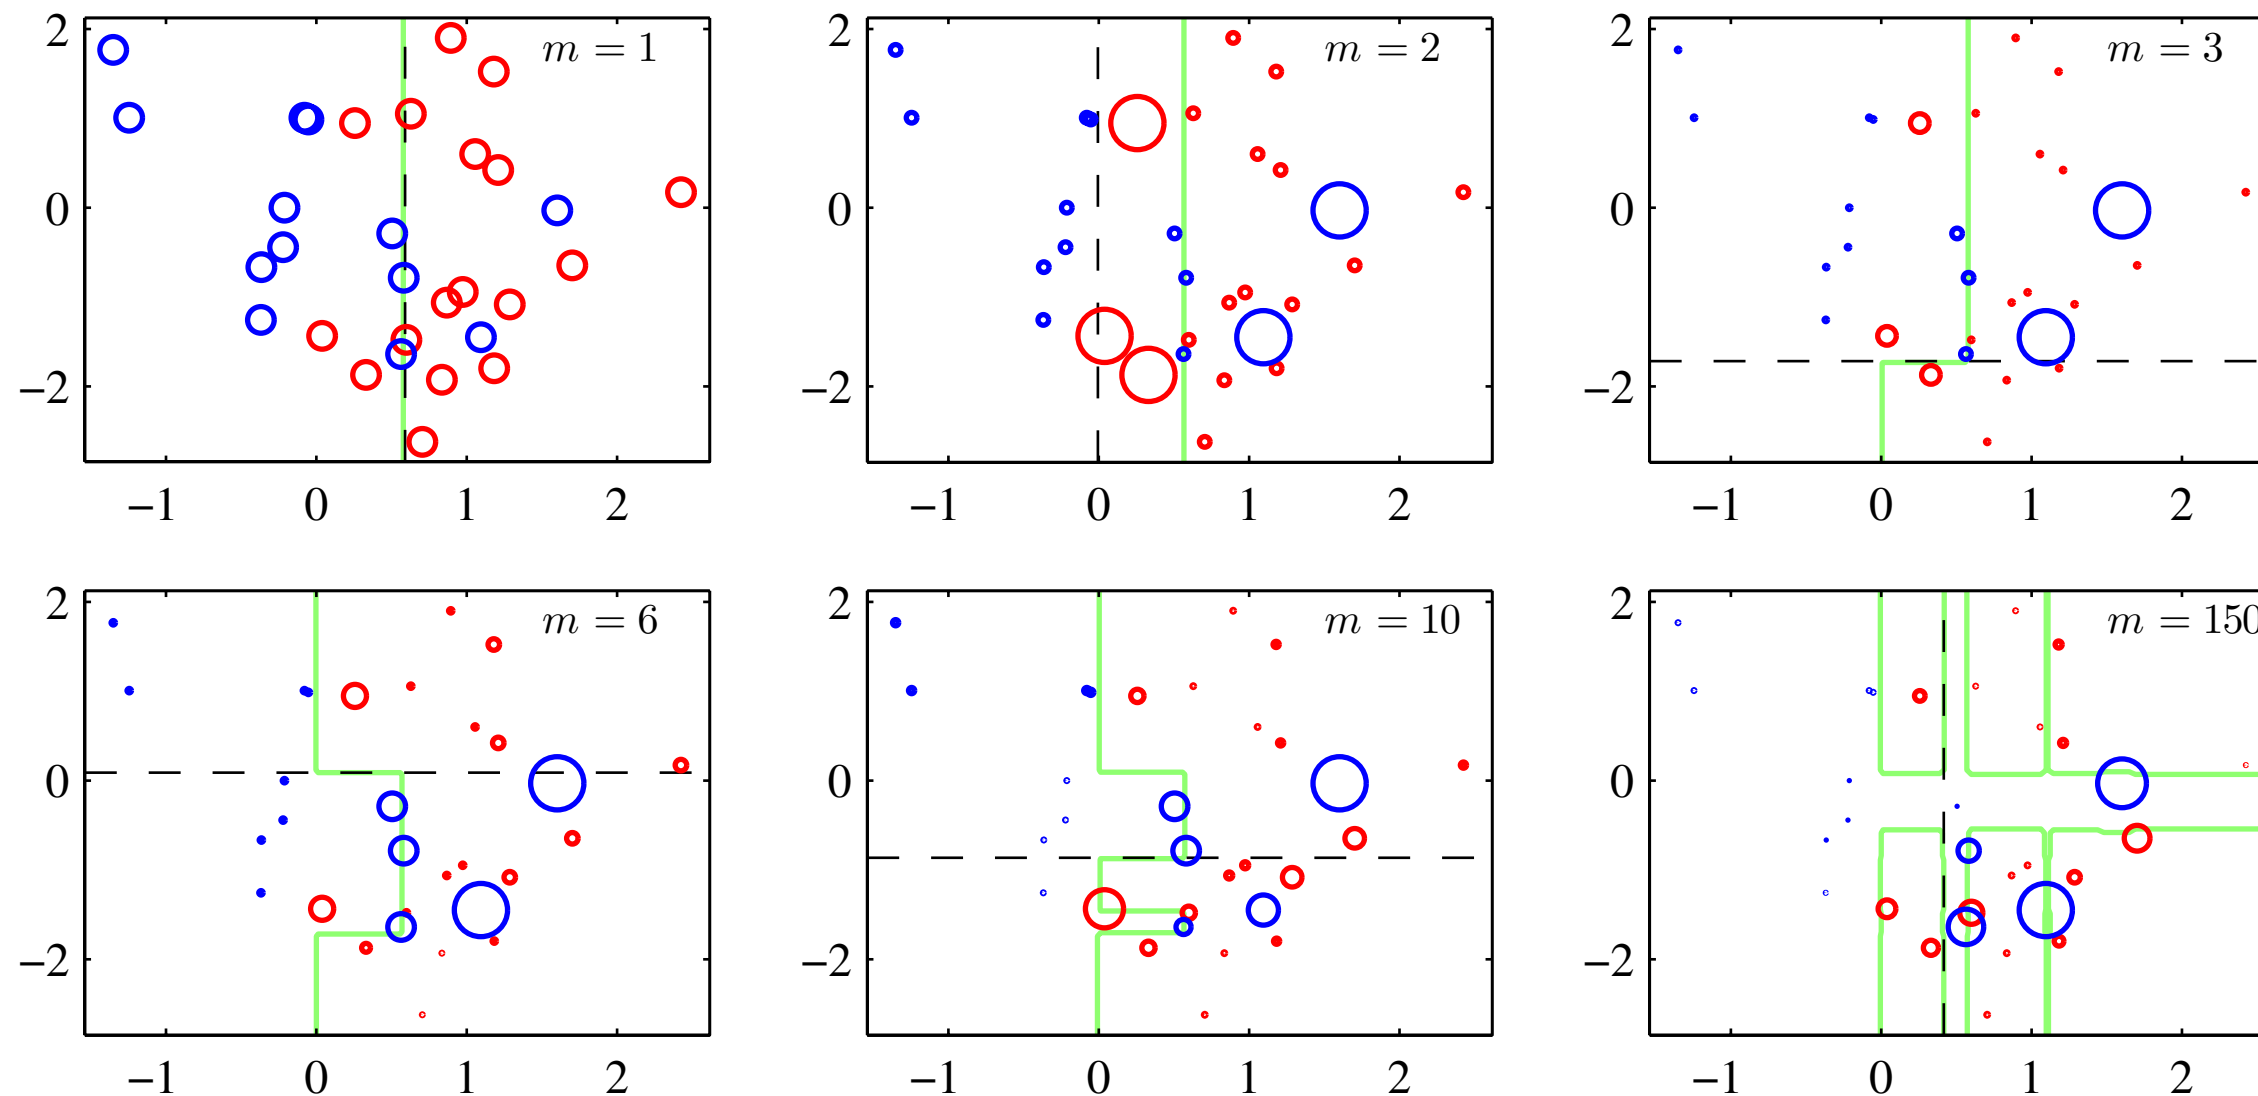 2 m = 1 2 m = 2 2 m = 3
0 0 0
−2 −2 −2
−1 0 1 2 −1 0 1 2 −1 0 1 2
2 m = 6 2 m = 10 2 m = 150
0 0 0
−2 −2 −2
−1 0 1 2 −1 0 1 2 −1 0 1 2